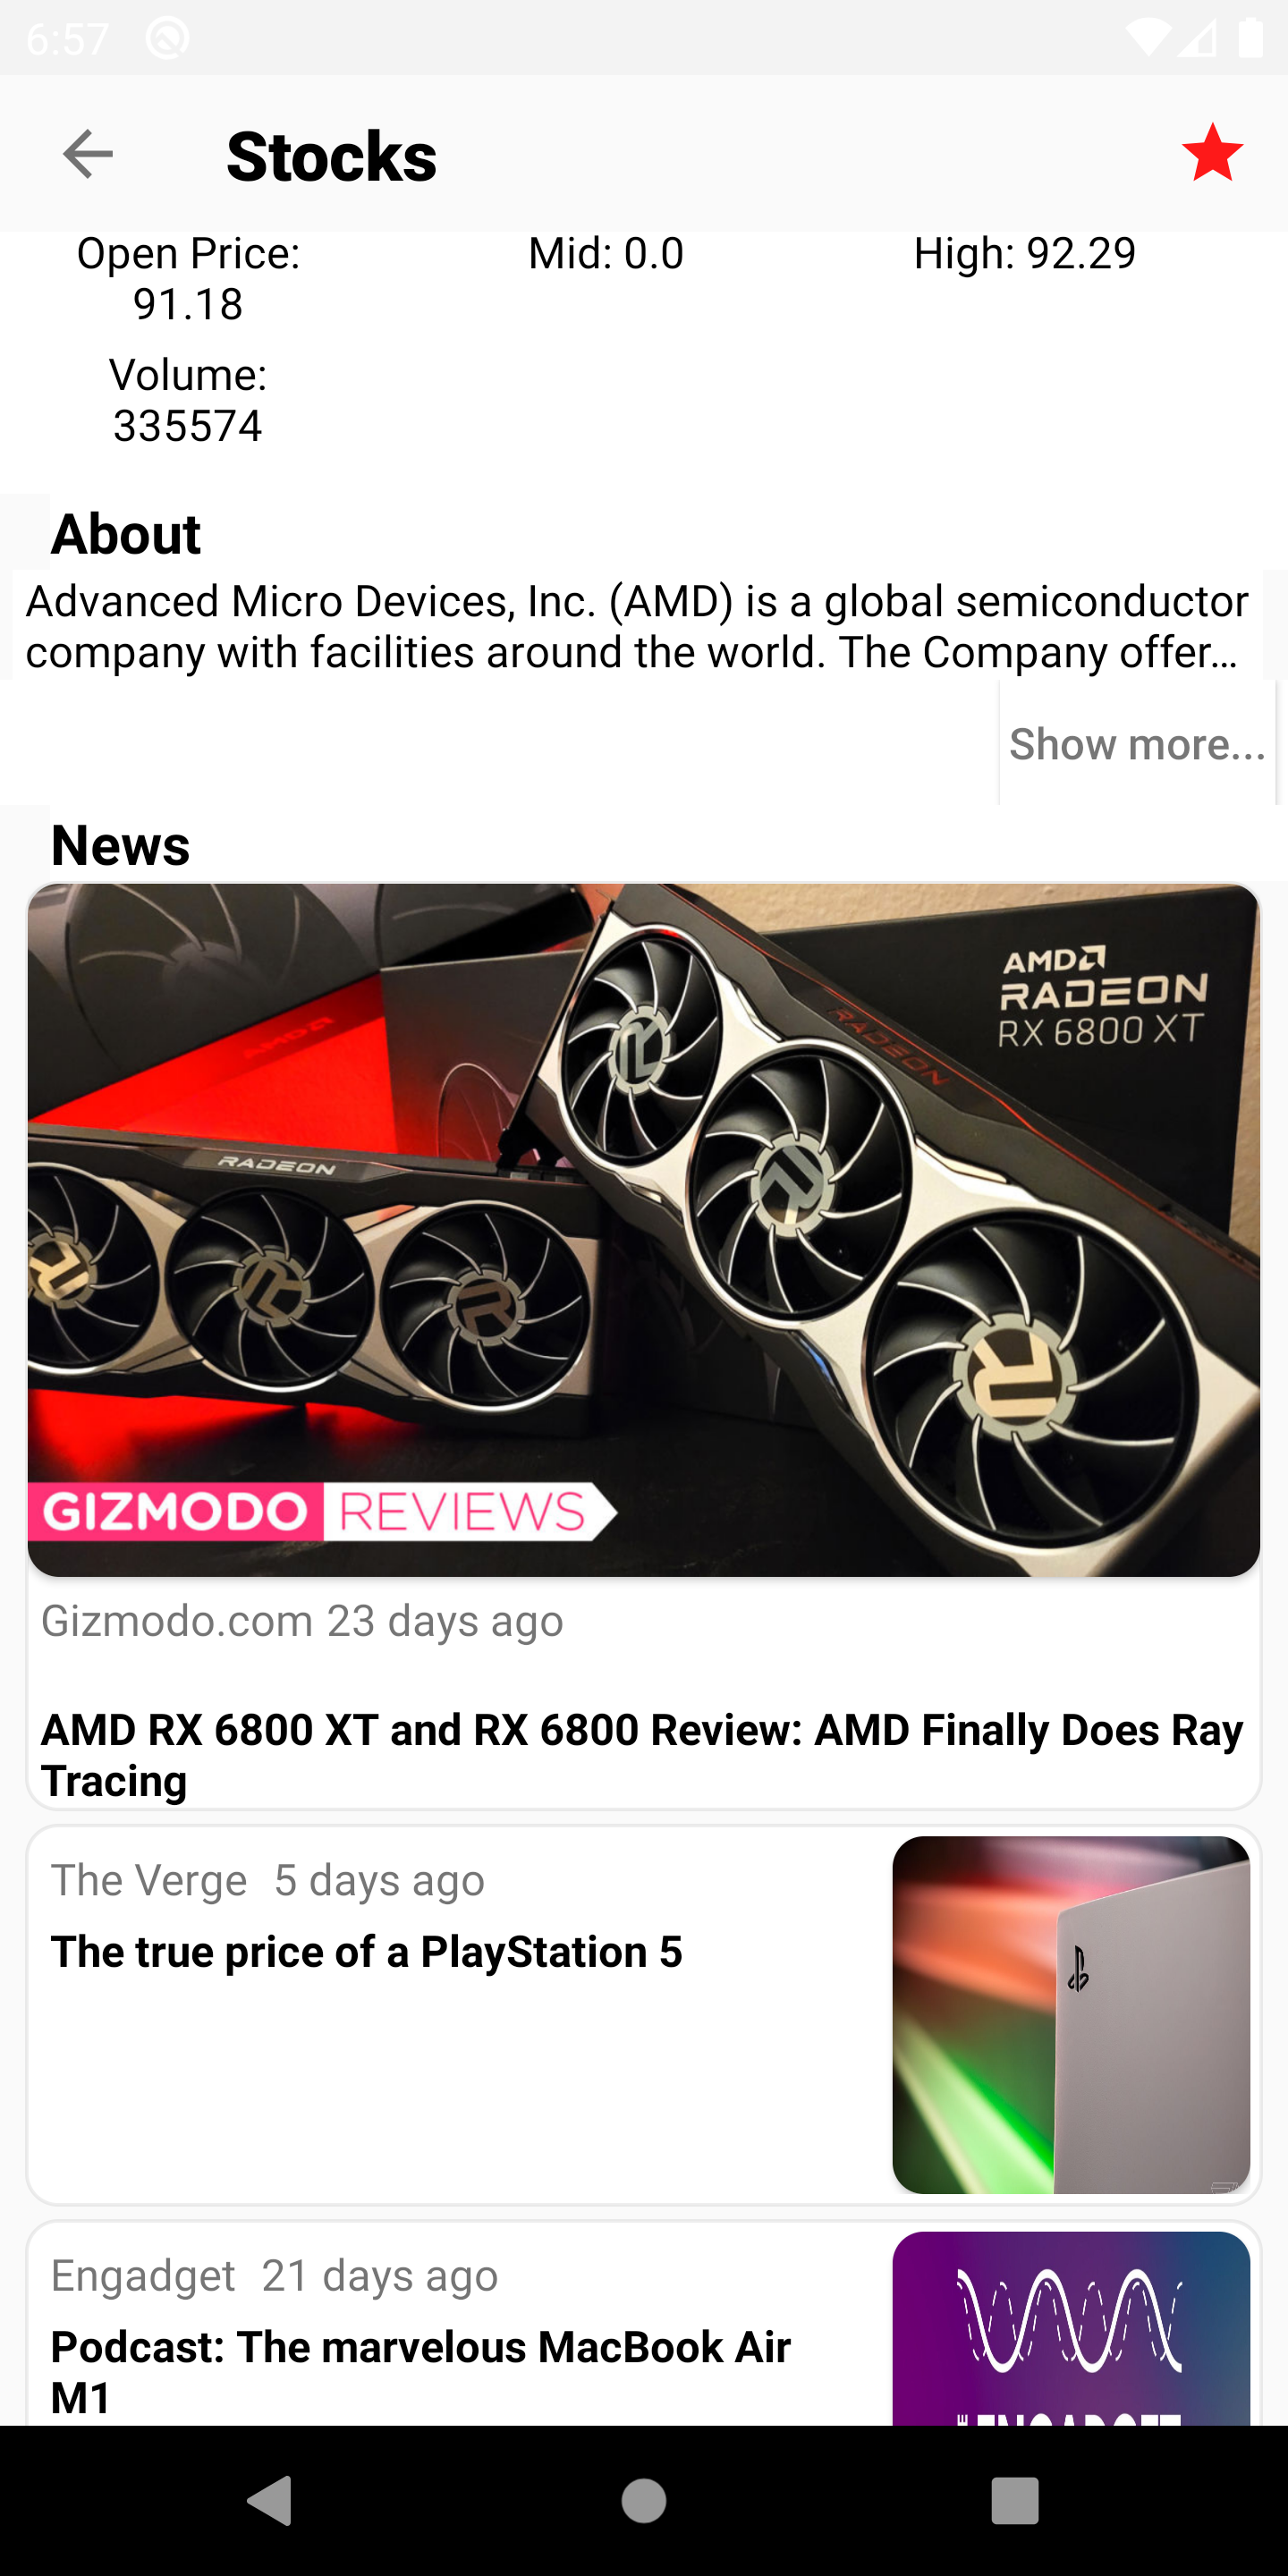 6:57
Stocks
Open Price:
91.18
Mid: 0.0
High: 92.29
Volume:
335574
About
Advanced Micro Devices, Inc. (AMD) is a global semiconductor
company with facilities around the world. The Company offer…
Show more...
News
AMD
RADEON
RX 6800 XT
RADEON
AMD
RADEON
GIZMODO REVIEWS
Gizmodo.com 23 days ago
AMD RX 6800 XT and RX 6800 Review: AMD Finally Does Ray
Tracing
The Verge 5 days ago
The true price of a PlayStation 5
Engadget 21 days ago
Podcast: The marvelous MacBook Air
M1